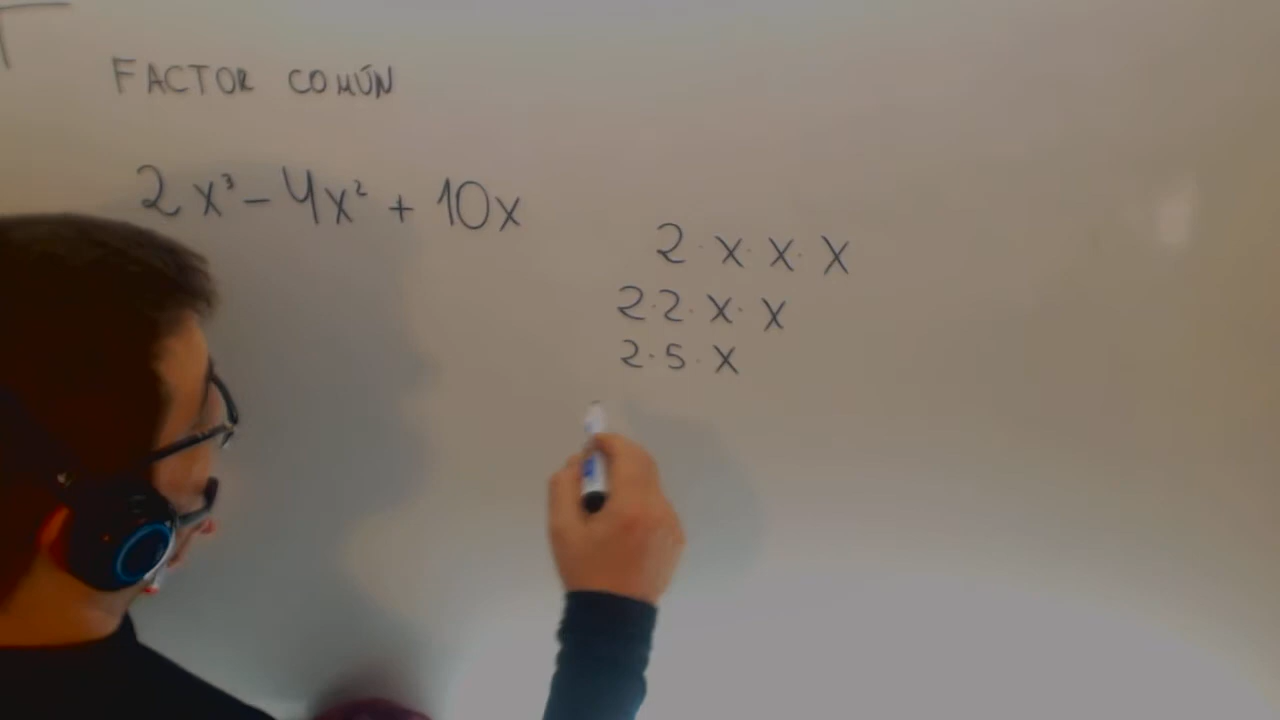 FACTOR COMÚN
2x³ - 4x² + 10x
2 · x · x · x
2 · 2 · x · x
2 · 5 · x